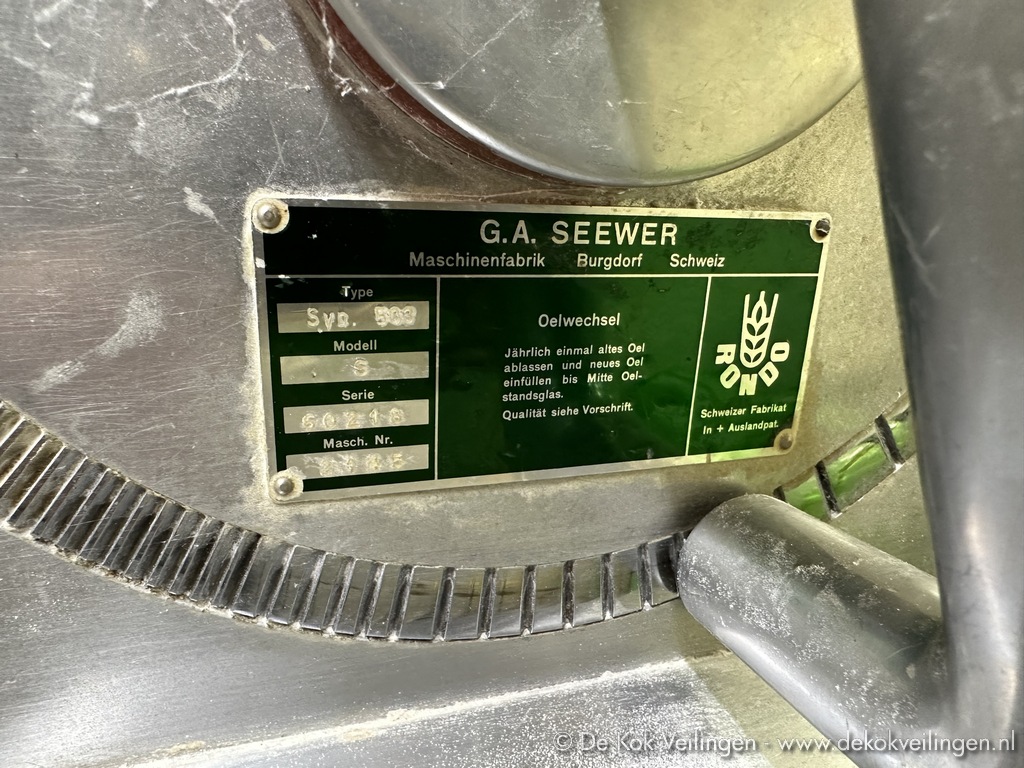 G.A. SEEWER
Maschinenfabrik Burgdorf Schweiz
Type
Modell
S
Serie
Masch. Nr.
Oelwechsel
Jährlich einmal altes Oel
ablassen und neues Oel
einfüllen bis Mitte Oel-
standsglas.
Qualität siehe Vorschrift.
RONDO
Schweizer Fabrikat
In + Auslandpat.
© De Kok Veilingen - www.dekokveilingen.nl